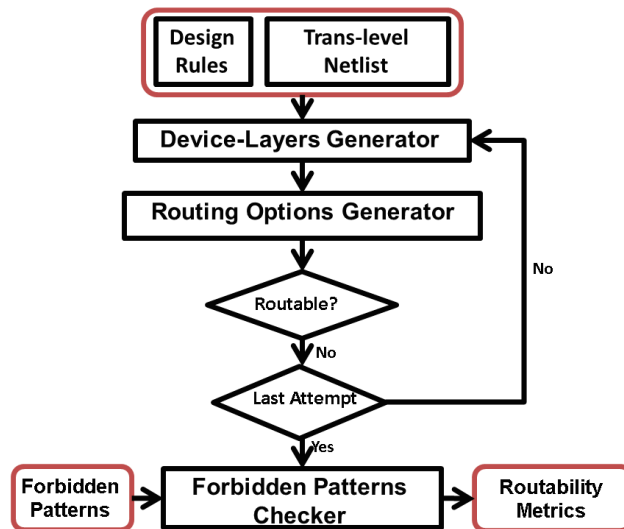 Design
Rules
Trans-level
Netlist
Device-Layers Generator
Routing Options Generator
No
Routable?
No
Last Attempt
Yes
Forbidden
Patterns
Forbidden Patterns
Checker
Routability
Metrics